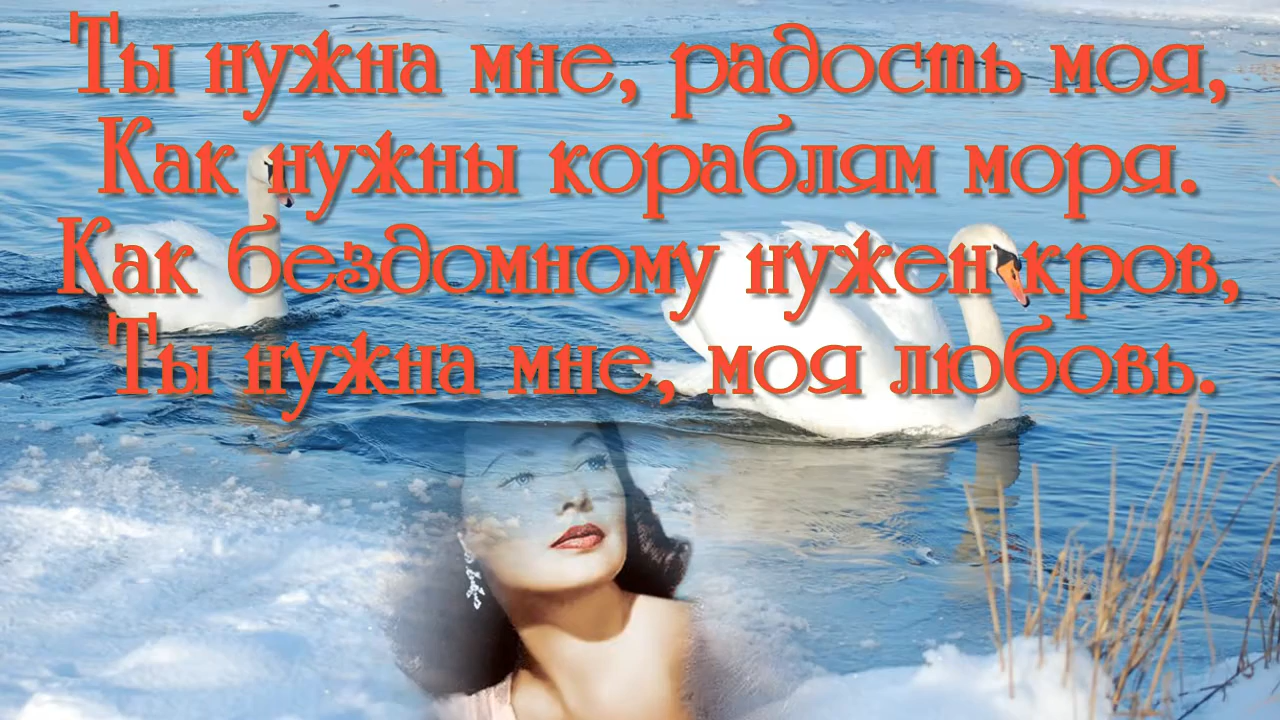 Ты нужна мне, радость моя,
Как нужны кораблям моря.
Как бездомному нужен кров,
Ты нужна мне, моя любовь.